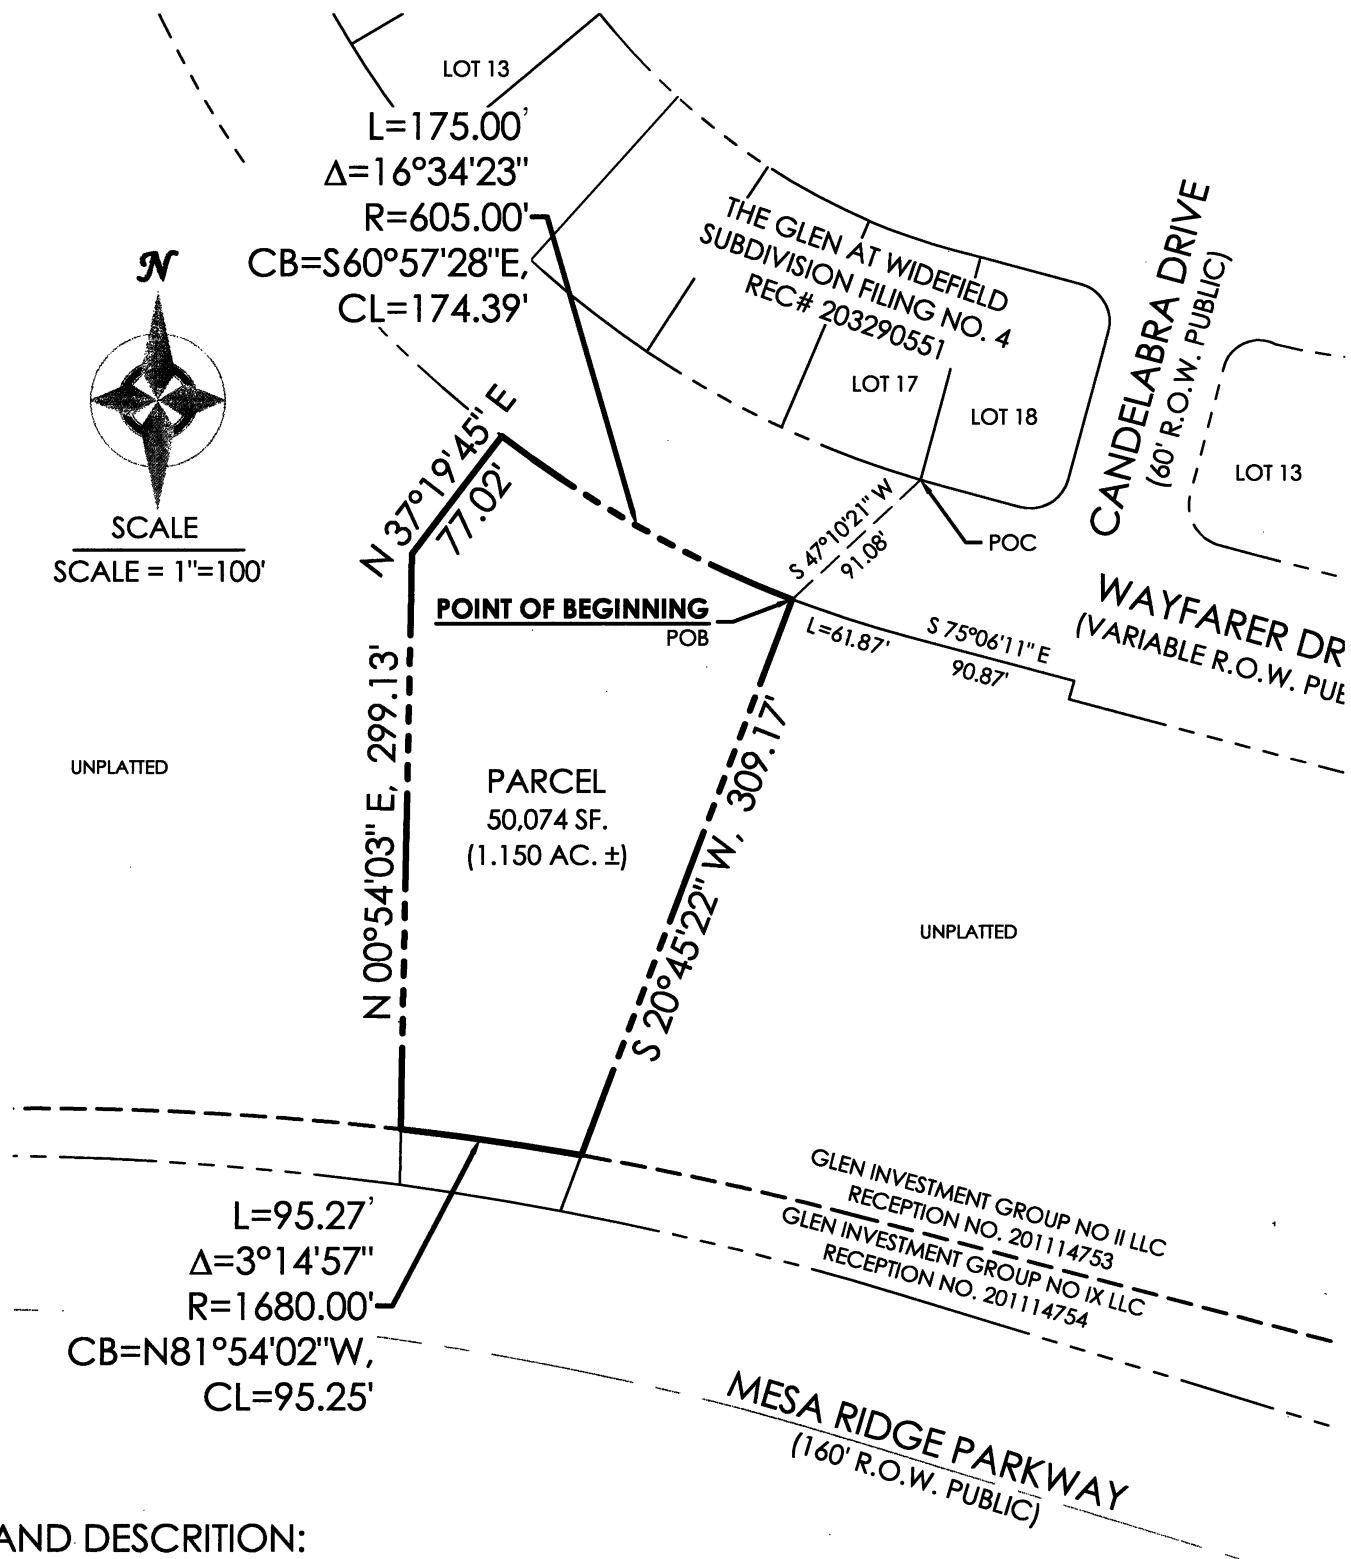 LOT 13
L=175.00'
Δ=16°34'23"
R=605.00'
CB=S60°57'28"E,
CL=174.39'
N
SCALE
SCALE = 1"=100'
THE GLEN AT WIDEFIELD
SUBDIVISION FILING NO. 4
REC# 203290551
LOT 17
LOT 18
CANDELABRA DRIVE
(60' R.O.W. PUBLIC)
LOT 13
N 37°19'45" E
77.02'
S 47°10'21" W
91.08'
POC
POINT OF BEGINNING
POB
L=61.87'
S 75°06'11" E
90.87'
WAYFARER DR
(VARIABLE R.O.W. PUB
UNPLATTED
N 00°54'03" E, 299.13'
PARCEL
50,074 SF.
(1.150 AC. ±)
S 20°45'22" W, 309.17'
UNPLATTED
GLEN INVESTMENT GROUP NO II LLC
RECEPTION NO. 201114753
GLEN INVESTMENT GROUP NO IX LLC
RECEPTION NO. 201114754
L=95.27'
Δ=3°14'57"
R=1680.00'
CB=N81°54'02"W,
CL=95.25'
MESA RIDGE PARKWAY
(160' R.O.W. PUBLIC)
AND DESCRITION: